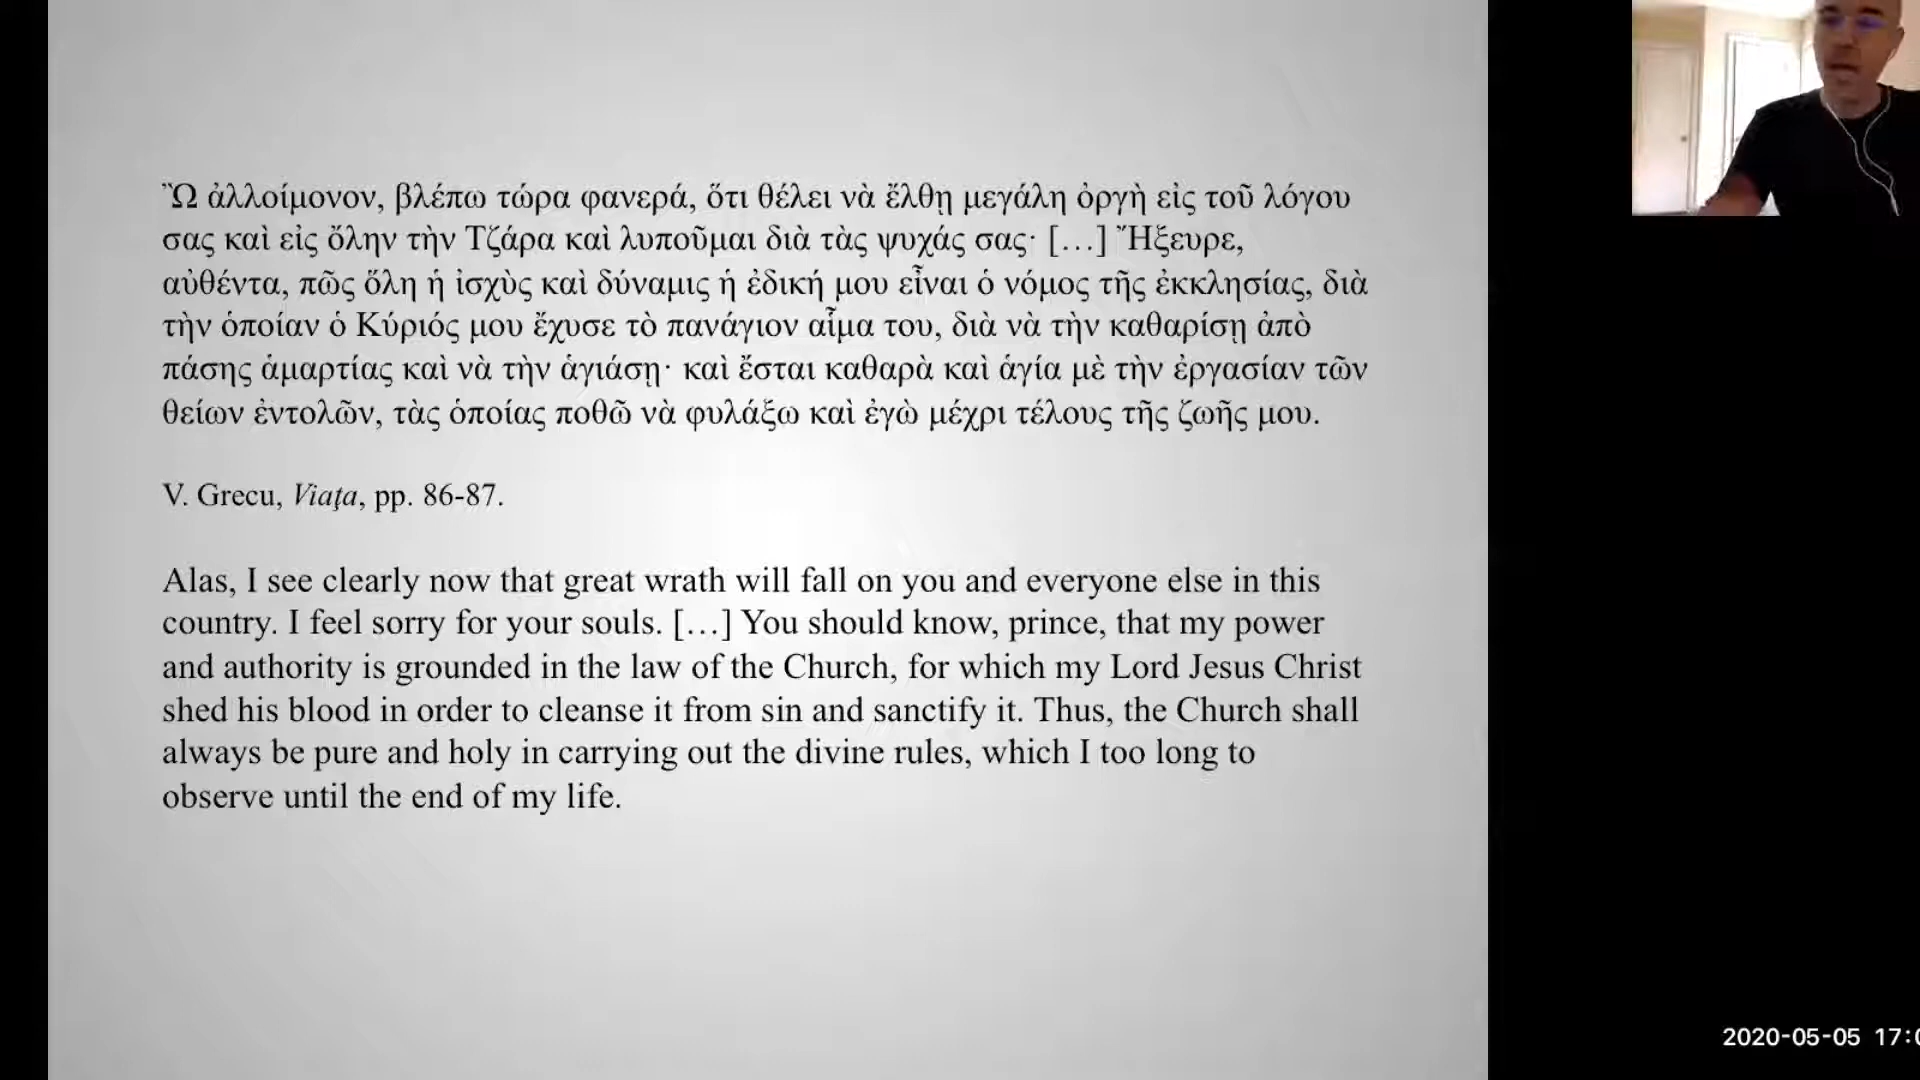 Ὢ ἀλλοίμονον, βλέπω τώρα φανερά, ὅτι θέλει νὰ ἔλθῃ μεγάλη ὀργὴ εἰς τοῦ λόγου
σας καὶ εἰς ὅλην τὴν Τζάρα καὶ λυποῦμαι διὰ τὰς ψυχάς σας· […] Ἤξευρε,
αὐθέντα, πῶς ὅλη ἡ ἰσχὺς καὶ δύναμις ἡ ἐδική μου εἶναι ὁ νόμος τῆς ἐκκλησίας, διὰ
τὴν ὁποίαν ὁ Κύριός μου ἔχυσε τὸ πανάγιον αἷμα του, διὰ νὰ τὴν καθαρίσῃ ἀπὸ
πάσης ἁμαρτίας καὶ νὰ τὴν ἁγιάσῃ· καὶ ἔσται καθαρὰ καὶ ἁγία μὲ τὴν ἐργασίαν τῶν
θείων ἐντολῶν, τὰς ὁποίας ποθῶ νὰ φυλάξω καὶ ἐγὼ μέχρι τέλους τῆς ζωῆς μου.
V. Grecu, Viaţa, pp. 86-87.
Alas, I see clearly now that great wrath will fall on you and everyone else in this
country. I feel sorry for your souls. […] You should know, prince, that my power
and authority is grounded in the law of the Church, for which my Lord Jesus Christ
shed his blood in order to cleanse it from sin and sanctify it. Thus, the Church shall
always be pure and holy in carrying out the divine rules, which I too long to
observe until the end of my life.
2020-05-05 17:0